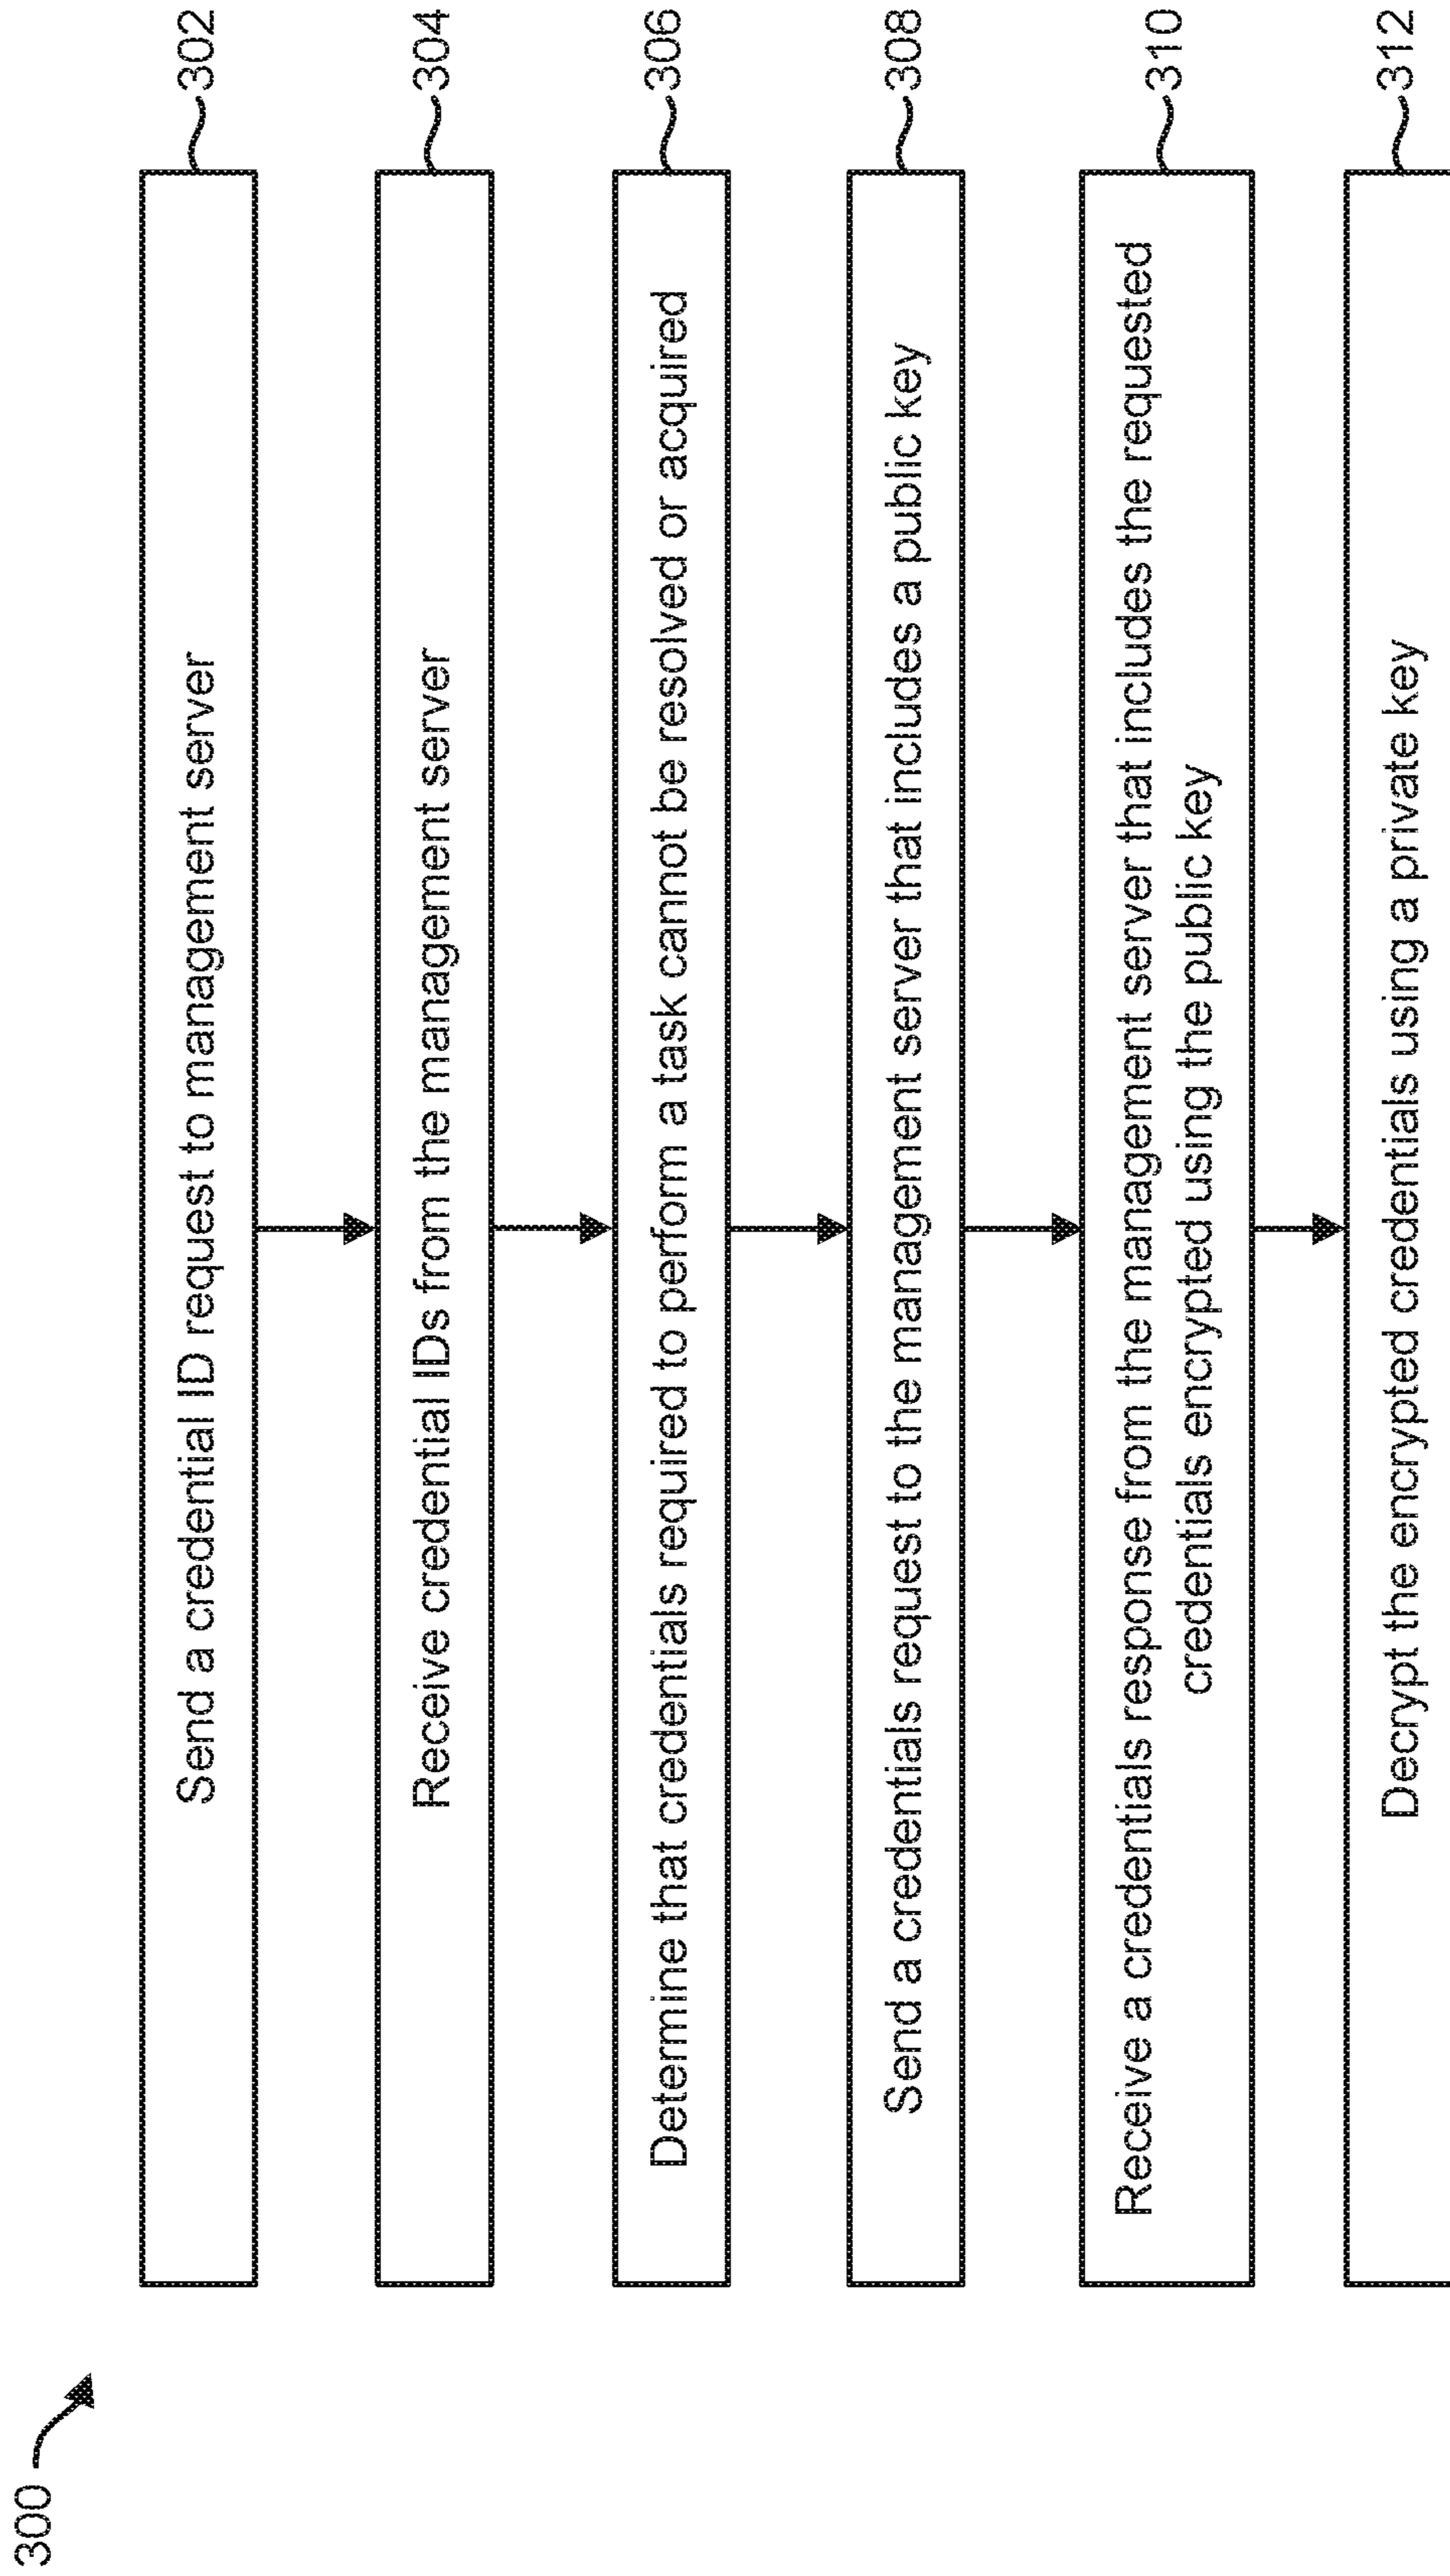 300
Send a credential ID request to management server
302
Receive credential IDs from the management server
304
Determine that credentials required to perform a task cannot be resolved or acquired
306
Send a credentials request to the management server that includes a public key
308
Receive a credentials response from the management server that includes the requested
credentials encrypted using the public key
310
Decrypt the encrypted credentials using a private key
312